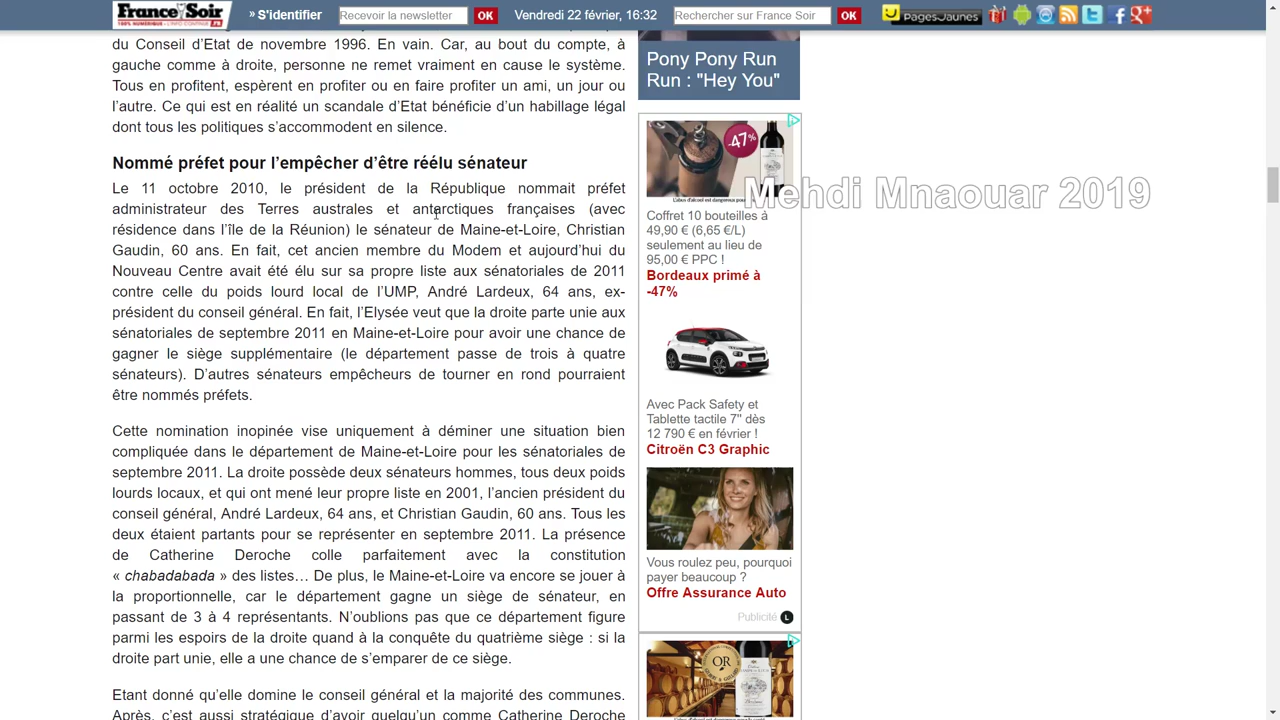 France Soir
100% NUMERIQUE
S'identifier
Recevoir la newsletter
OK
Rechercher sur France Soir
OK
PagesJaunes
du Conseil d'Etat de novembre 1996. En vain. Car, au bout du compte, à
gauche comme à droite, personne ne remet vraiment en cause le système.
Tous en profitent, espèrent en profiter ou en faire profiter un ami, un jour ou
l'autre. Ce qui est en réalité un scandale d'Etat bénéficie d'un habillage légal
dont tous les politiques s'accommodent en silence.
Nommé préfet pour l'empêcher d'être réélu sénateur
Le 11 octobre 2010, le président de la République nommait préfet
administrateur des Terres australes et antarctiques françaises (avec
résidence dans l'île de la Réunion) le sénateur de Maine-et-Loire, Christian
Gaudin, 60 ans. En fait, cet ancien membre du Modem et aujourd'hui du
Nouveau Centre avait été élu sur sa propre liste aux sénatoriales de 2011
contre celle du poids lourd local de l'UMP, André Lardeux, 64 ans, ex-
président du conseil général. En fait, l'Elysée veut que la droite parte unie aux
sénatoriales de septembre 2011 en Maine-et-Loire pour avoir une chance de
gagner le siège supplémentaire (le département passe de trois à quatre
sénateurs). D'autres sénateurs empêcheurs de tourner en rond pourraient
être nommés préfets.
Cette nomination inopinée vise uniquement à déminer une situation bien
compliquée dans le département de Maine-et-Loire pour les sénatoriales de
septembre 2011. La droite possède deux sénateurs hommes, tous deux poids
lourds locaux, et qui ont mené leur propre liste en 2001, l'ancien président du
conseil général, André Lardeux, 64 ans, et Christian Gaudin, 60 ans. Tous les
deux étaient partants pour se représenter en septembre 2011. La présence
de Catherine Deroche colle parfaitement avec la constitution
« chabadabada » des listes… De plus, le Maine-et-Loire va encore se jouer à
la proportionnelle, car le département gagne un siège de sénateur, en
passant de 3 à 4 représentants. N'oublions pas que ce département figure
parmi les espoirs de la droite quand à la conquête du quatrième siège : si la
droite part unie, elle a une chance de s'emparer de ce siège.
Etant donné qu'elle domine le conseil général et la majorité des communes.
Après, c'est aussi stratégique d'avoir quelqu'un comme Catherine Deroche
Pony Pony Run
Run : "Hey You"
-47%
L'abus d'alcool est dangereux pour la santé
Mehdi Mnaouar 2019
Coffret 10 bouteilles à
49,90 € (6,65 €/L)
seulement au lieu de
95,00 € PPC !
Bordeaux primé à
-47%
Avec Pack Safety et
Tablette tactile 7" dès
12 790 € en février !
Citroën C3 Graphic
Vous roulez peu, pourquoi
payer beaucoup ?
Offre Assurance Auto
Publicité
OR